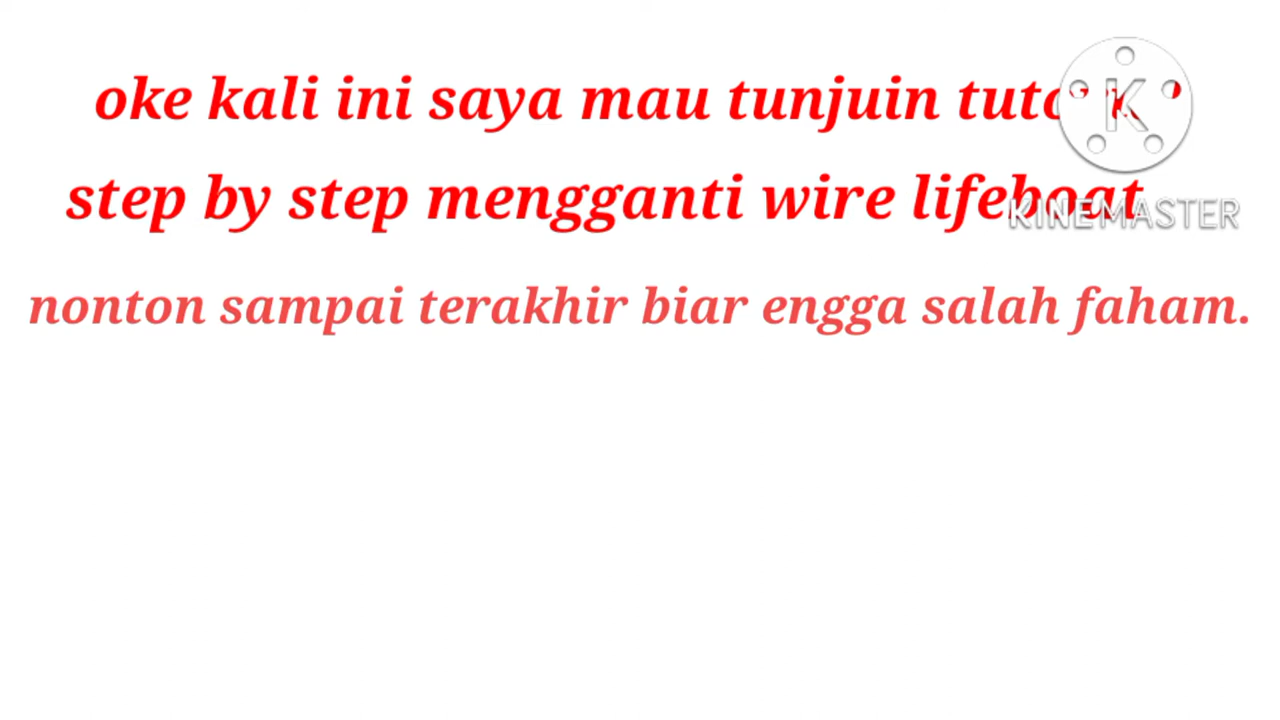 oke kali ini saya mau tunjuin
step by step mengganti wire lifeboat
nonton sampai terakhir biar engga salah faham.
K
KINEMASTER